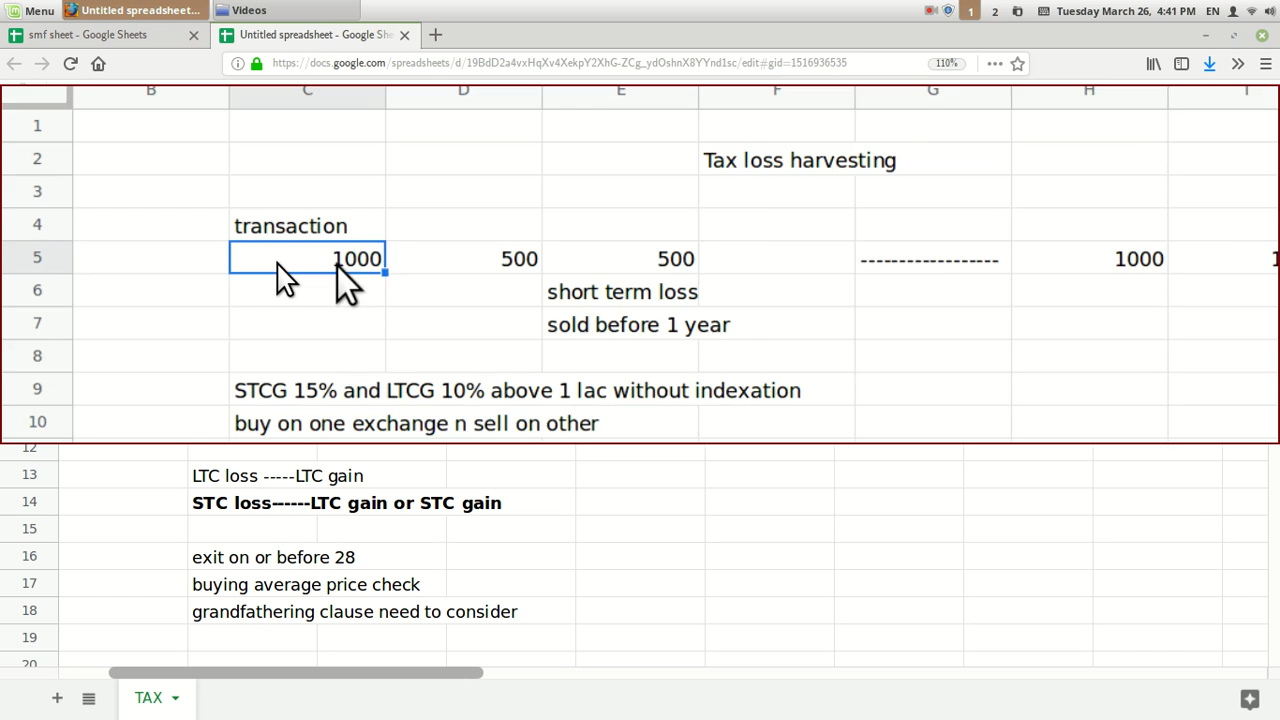 Menu Untitled spreadsheet... Videos 1 2 Tuesday March 26, 4:41 PM EN
smf sheet - Google Sheets Untitled spreadsheet - Google She
https://docs.google.com/spreadsheets/d/19BdD2a4vxHqXv4XekpY2XhG-ZCg_ydOshnX8YYnd1sc/edit#gid=1516936535 110%
B C D E F G H I
1
2 Tax loss harvesting
3
4 transaction
5 1000 500 500 ------------------ 1000 1
6 short term loss
7 sold before 1 year
8
9 STCG 15% and LTCG 10% above 1 lac without indexation
10 buy on one exchange n sell on other
12
13 LTC loss -----LTC gain
14 STC loss------LTC gain or STC gain
15
16 exit on or before 28
17 buying average price check
18 grandfathering clause need to consider
19
20
TAX